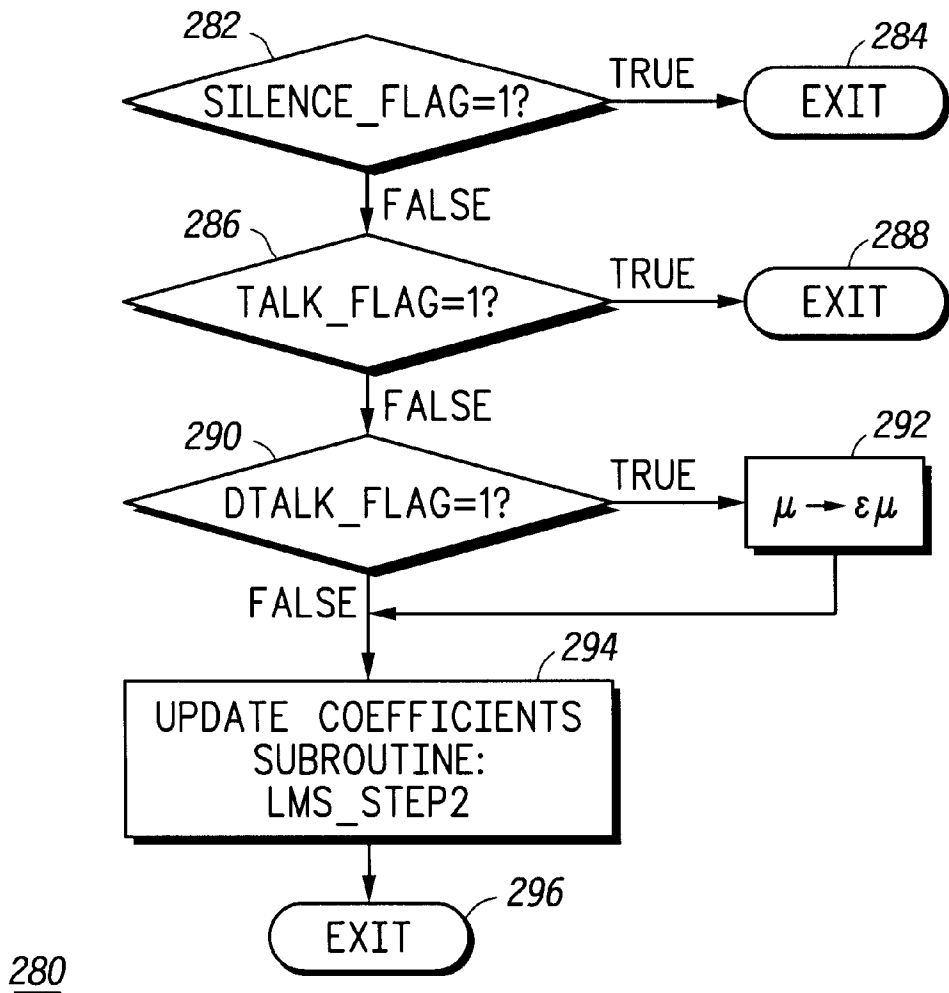 282
SILENCE_FLAG=1?
TRUE
284
EXIT
FALSE
286
TALK_FLAG=1?
TRUE
288
EXIT
FALSE
290
DTALK_FLAG=1?
TRUE
292
μ → εμ
FALSE
294
UPDATE COEFFICIENTS
SUBROUTINE:
LMS_STEP2
296
EXIT
280